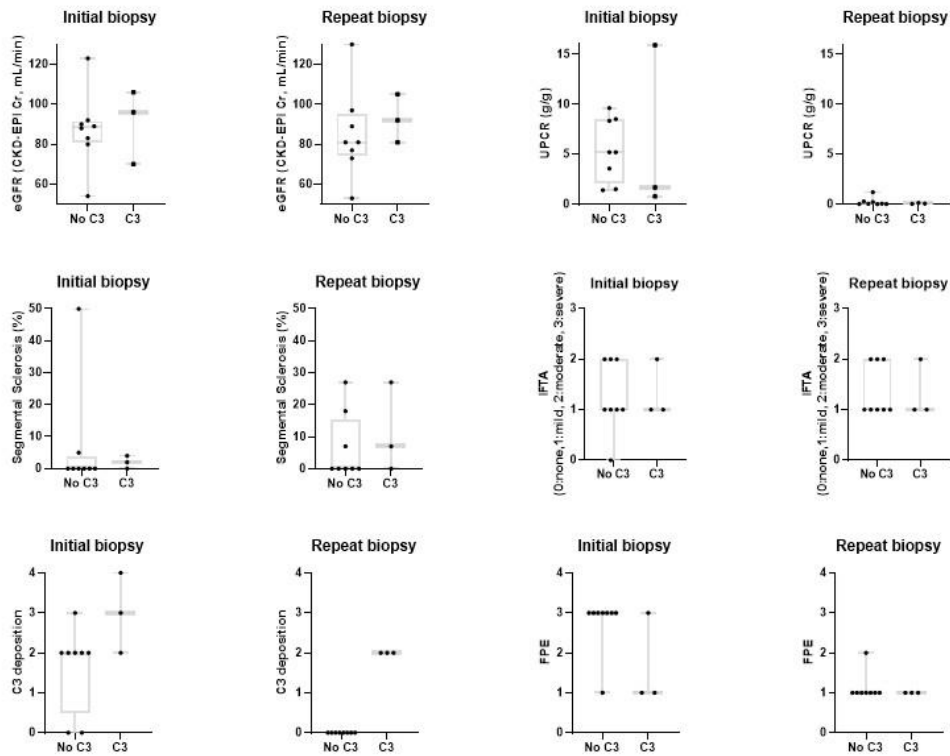 Initial biopsy
eGFR (CKD-EPI Cr, mL/min)
120
100
80
60
No C3 C3
Repeat biopsy
eGFR (CKD-EPI Cr, mL/min)
120
100
80
60
No C3 C3
Initial biopsy
UPCR (g/g)
15
10
5
0
No C3 C3
Repeat biopsy
UPCR (g/g)
15
10
5
0
No C3 C3
Initial biopsy
Segmental Sclerosis (%)
50
40
30
20
10
0
No C3 C3
Repeat biopsy
Segmental Sclerosis (%)
50
40
30
20
10
0
No C3 C3
Initial biopsy
IFTA
(0:none,1:mild, 2:moderate, 3:severe)
3
2
1
0
No C3 C3
Repeat biopsy
IFTA
(0:none,1:mild, 2:moderate, 3:severe)
3
2
1
0
No C3 C3
Initial biopsy
C3 deposition
4
3
2
1
0
No C3 C3
Repeat biopsy
C3 deposition
4
3
2
1
0
No C3 C3
Initial biopsy
FPE
4
3
2
1
0
No C3 C3
Repeat biopsy
FPE
4
3
2
1
0
No C3 C3